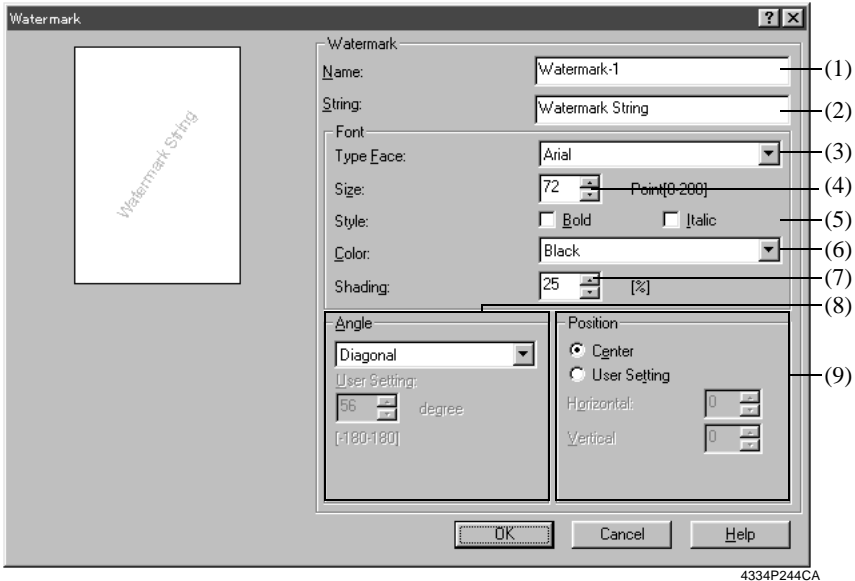 Watermark
Watermark String
Watermark
Name: Watermark-1 (1)
String: Watermark String (2)
Font
Type Face: Arial (3)
Size: 72 Point[0-200] (4)
Style: Bold Italic (5)
Color: Black (6)
Shading: 25 [%] (7)
(8)
Angle
Diagonal
User Setting:
56 degree
[-180-180]
Position
Center
User Setting (9)
Horizontal: 0
Vertical 0
OK Cancel Help
4334P244CA